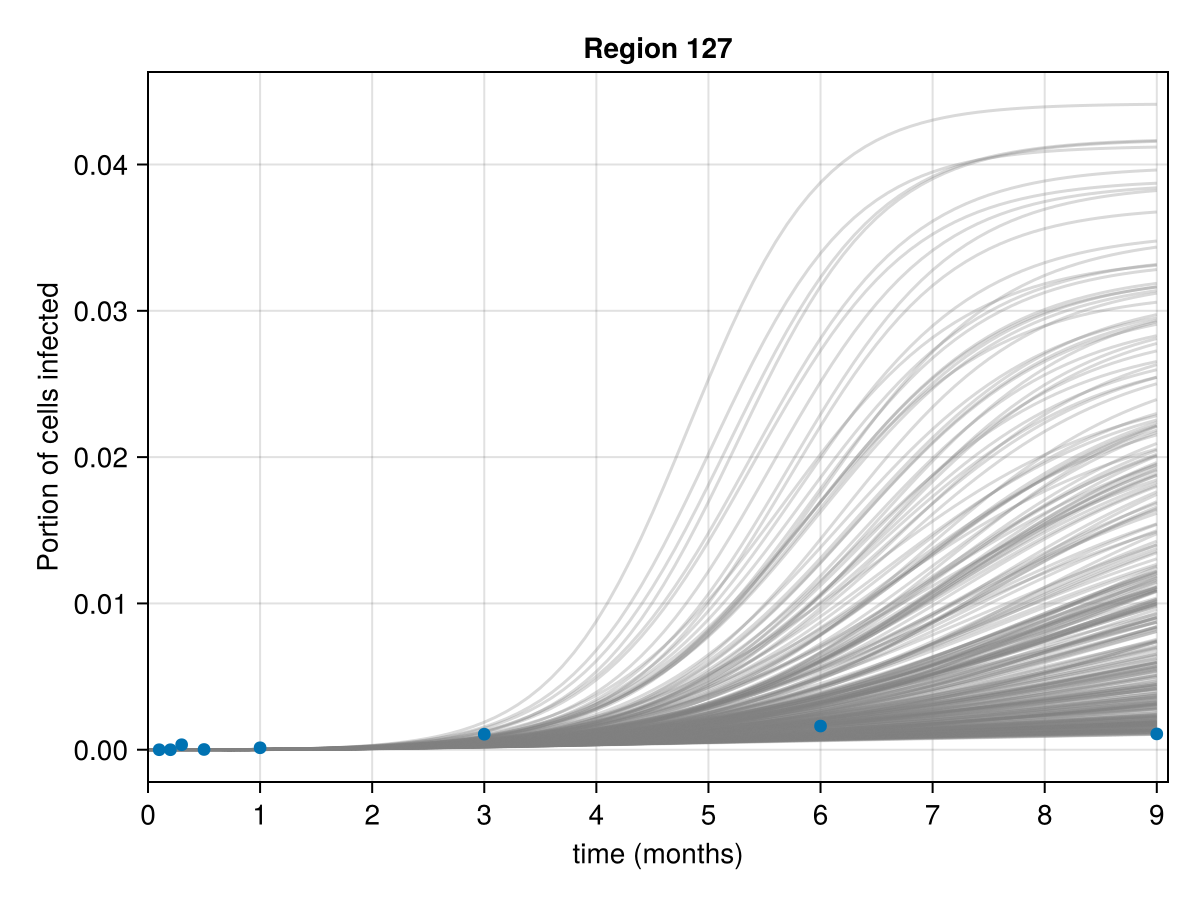 Region 127
Portion of cells infected
0.04
0.03
0.02
0.01
0.00
0 1 2 3 4 5 6 7 8 9
time (months)